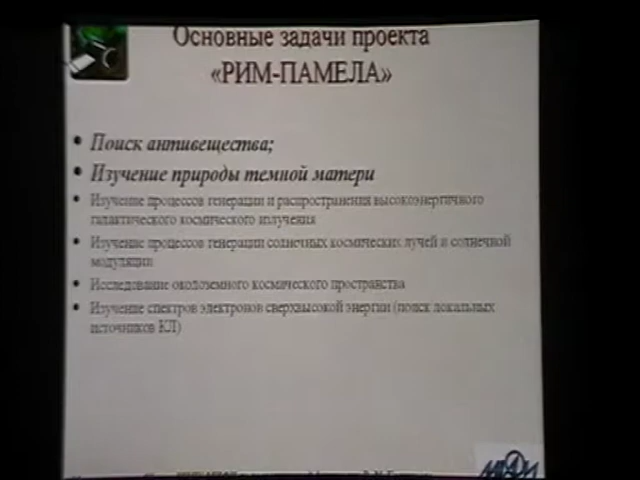 Основные задачи проекта
«РИМ-ПАМЕЛА»
• Поиск антивещества;
• Изучение природы темной матери
• Изучение процессов генерации и распространения высокоэнергичного
галактического космического излучения
• Изучение процессов генерации солнечных космических лучей и солнечной
модуляции
• Исследование околоземного космического пространства
• Изучение спектров электронов сверхвысокой энергии (поиск локальных
источников КЛ)